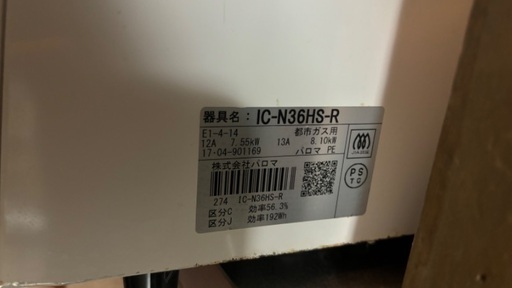 器具名：IC-N36HS-R
E1-4-14 都市ガス用
12A 7.55kW 13A 8.10kW
17-04-901169 パロマ PE
株式会社パロマ
274 IC-N36HS-R
区分C 効率56.3%
区分J 効率192Wh
PS
TG